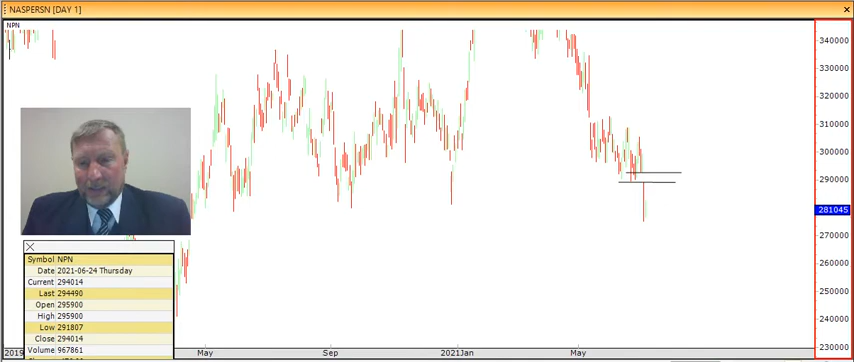 NASPERSN [DAY 1]
NPN
340000
330000
320000
310000
300000
290000
281045
270000
260000
250000
240000
230000
Symbol NPN
Date 2021-06-24 Thursday
Current 294014
Last 294490
Open 295900
High 295900
Low 291807
Close 294014
Volume 967861
2019 May Sep 2021Jan May